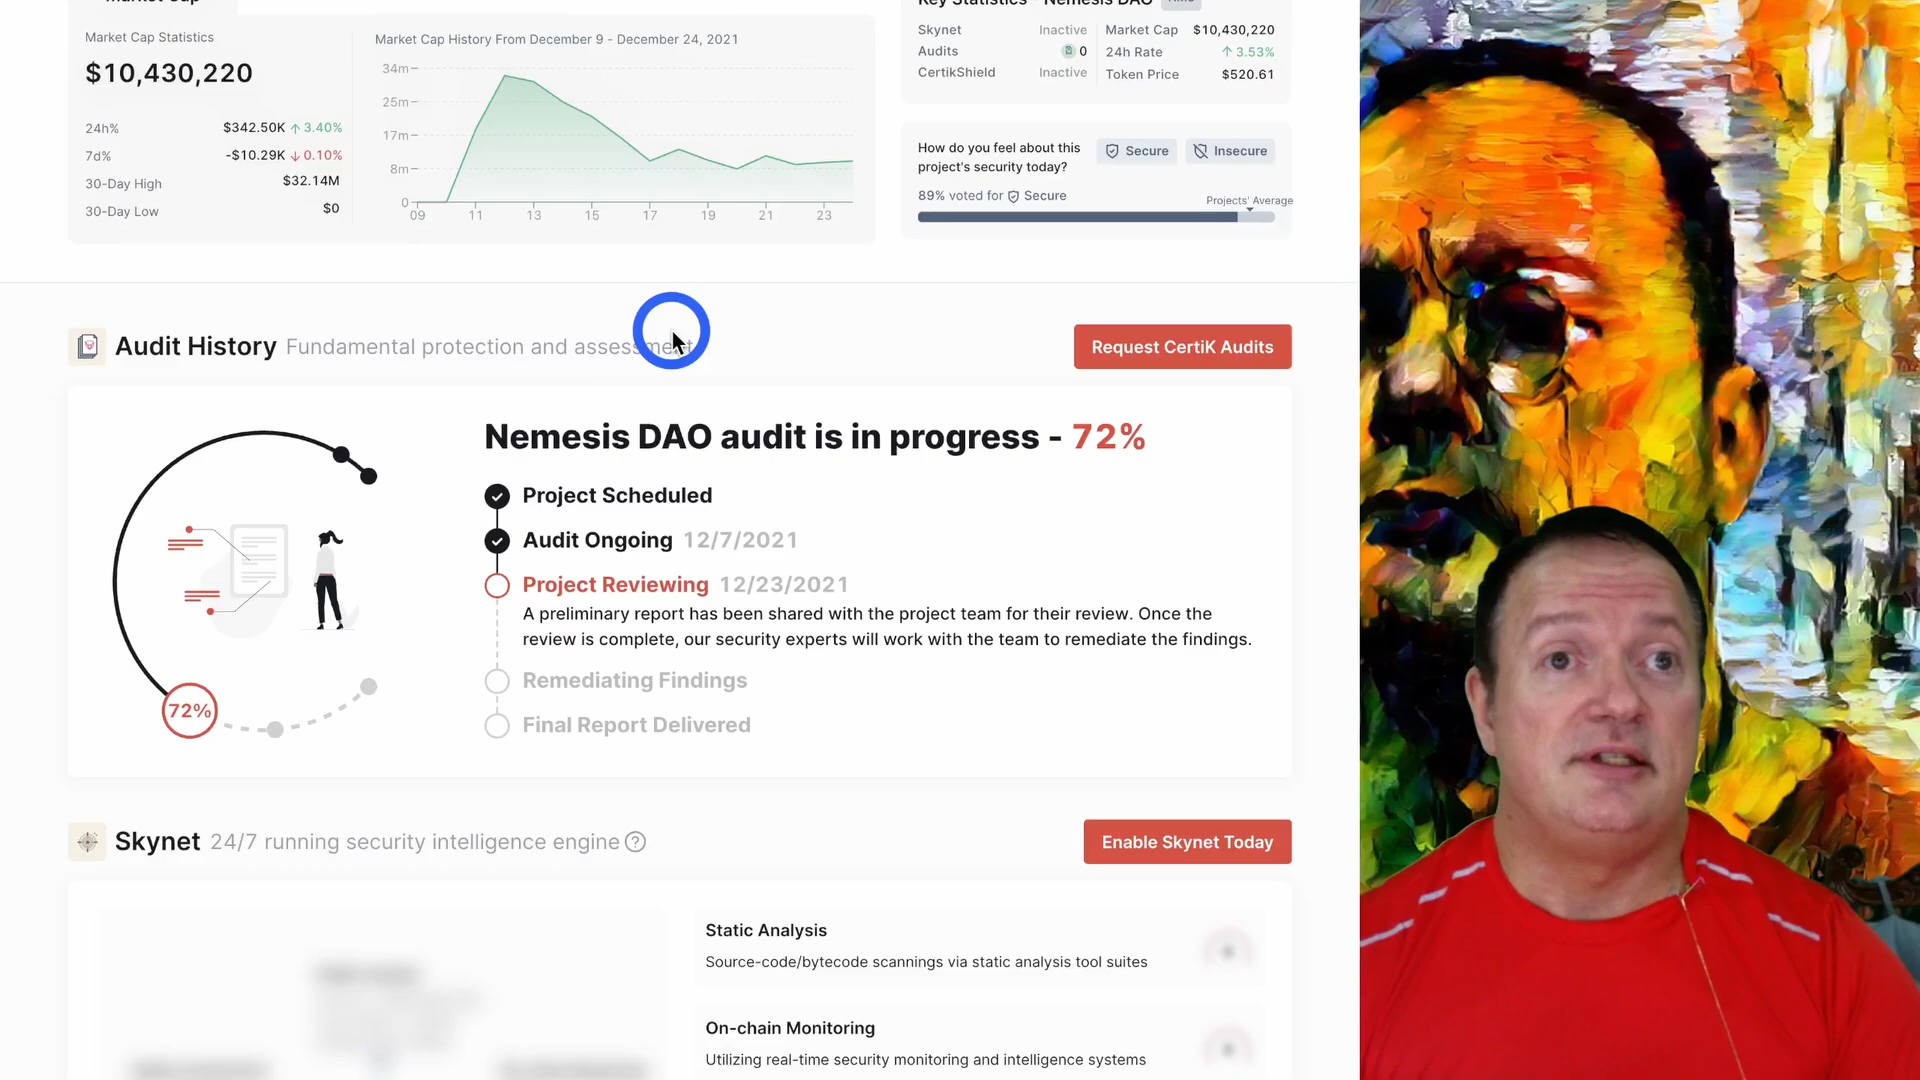 Market Cap Statistics
$10,430,220
24h% $342.50K ↑ 3.40%
7d% -$10.29K ↓ 0.10%
30-Day High $32.14M
30-Day Low $0
Market Cap History From December 9 - December 24, 2021
34m
25m
17m
8m
0
09 11 13 15 17 19 21 23
Key Statistics - Nemesis DAO
Skynet Inactive
Audits 0
CertikShield Inactive
Market Cap $10,430,220
24h Rate ↑ 3.53%
Token Price $520.61
How do you feel about this
project's security today?
Secure
Insecure
89% voted for Secure
Projects' Average
Audit History Fundamental protection and assessment
Request CertiK Audits
Nemesis DAO audit is in progress - 72%
Project Scheduled
Audit Ongoing 12/7/2021
Project Reviewing 12/23/2021
A preliminary report has been shared with the project team for their review. Once the
review is complete, our security experts will work with the team to remediate the findings.
Remediating Findings
Final Report Delivered
72%
Skynet 24/7 running security intelligence engine ?
Enable Skynet Today
Static Analysis
Source-code/bytecode scannings via static analysis tool suites
On-chain Monitoring
Utilizing real-time security monitoring and intelligence systems